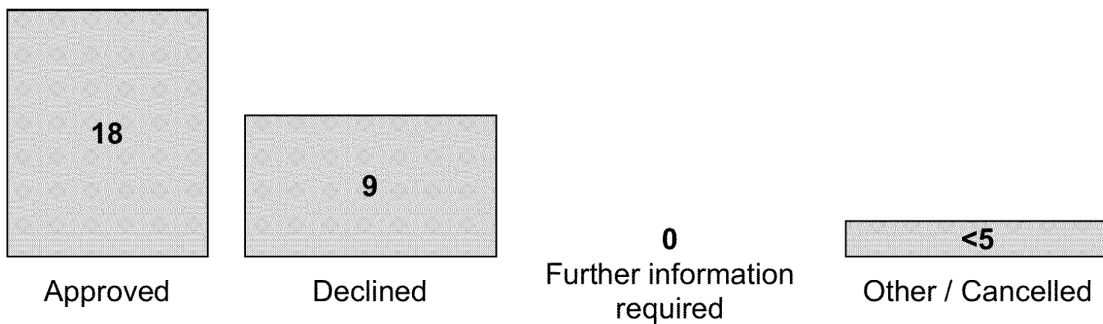 18
9
0
<5
Approved
Declined
Further information
required
Other / Cancelled